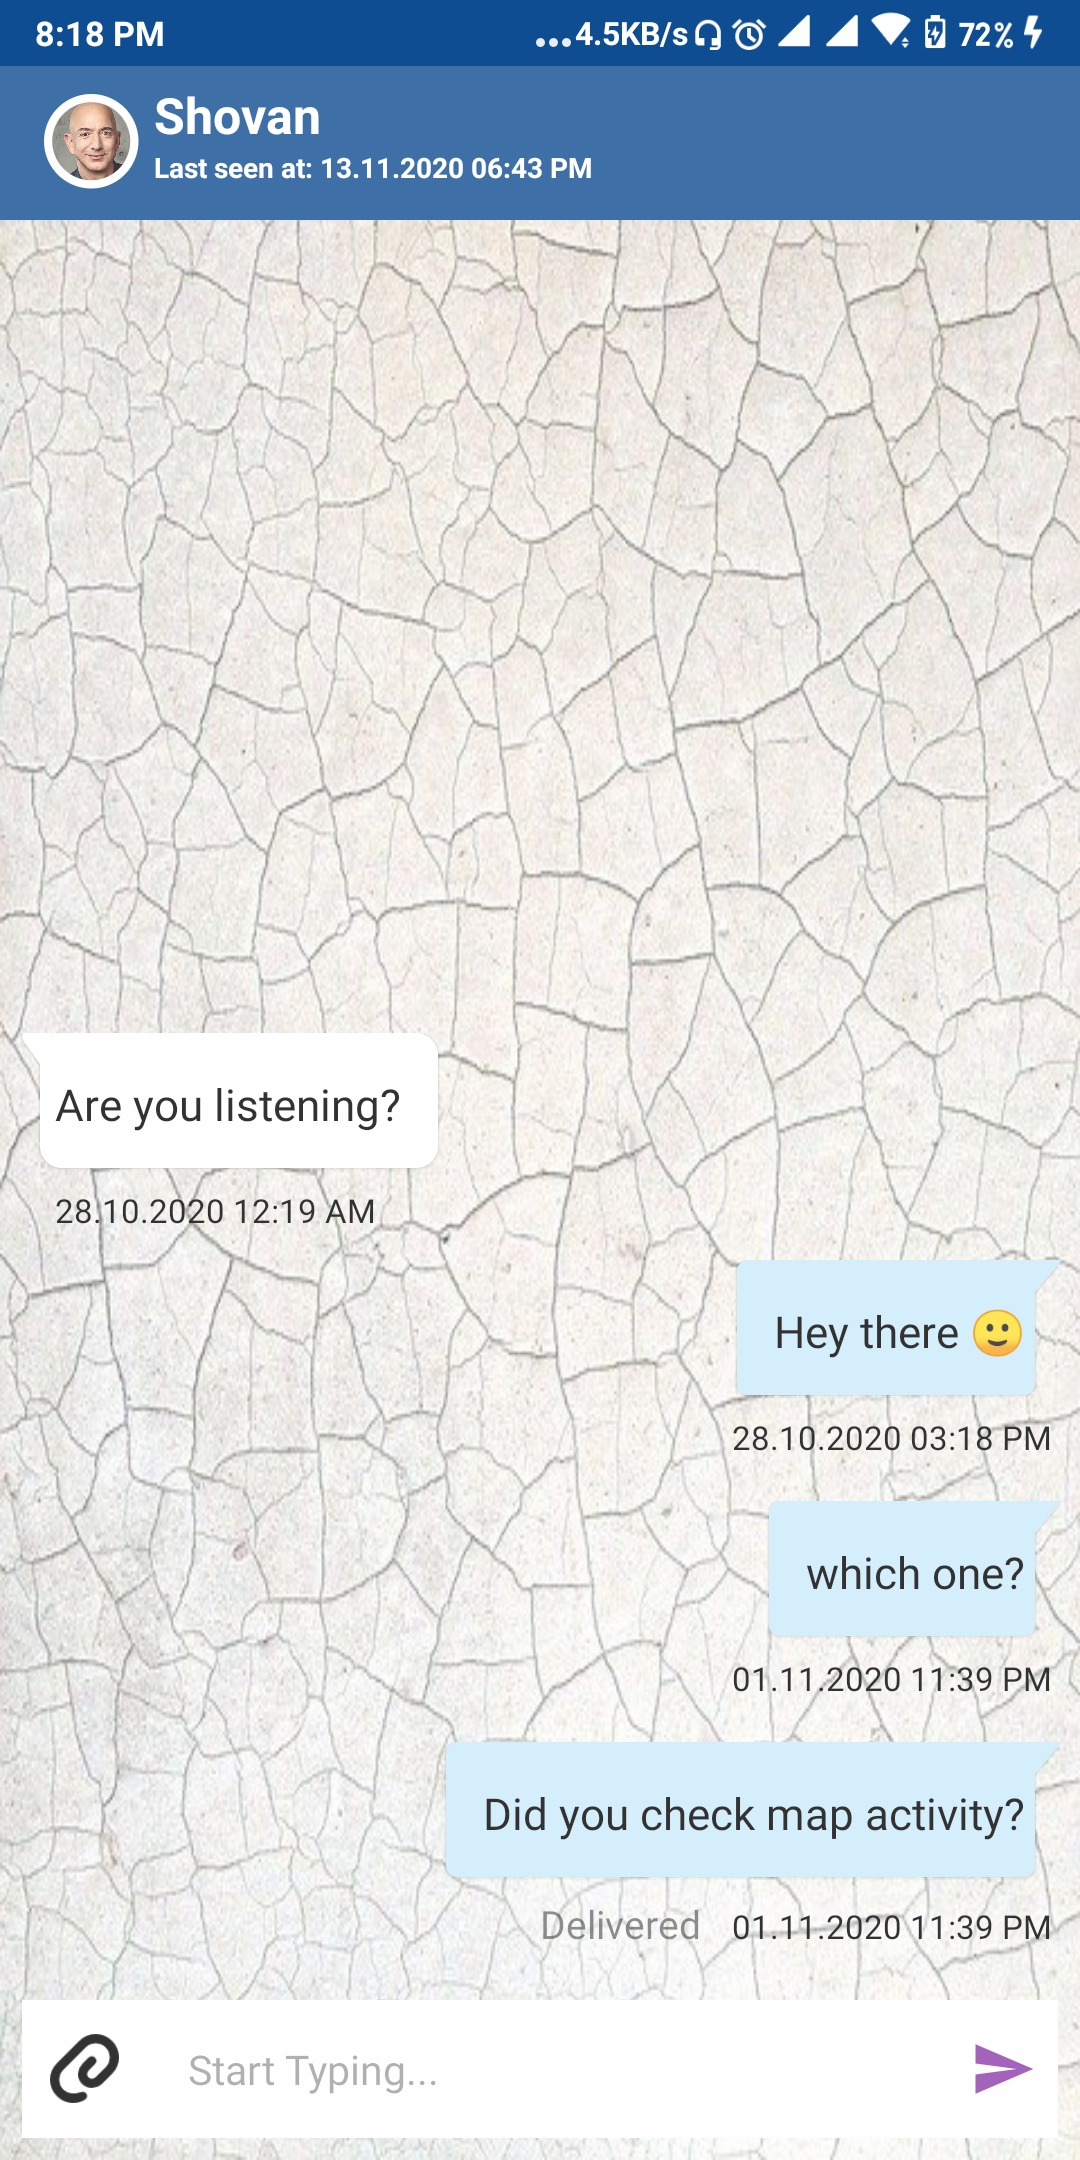 8:18 PM ...4.5KB/s 72%
Shovan
Last seen at: 13.11.2020 06:43 PM
Are you listening?
28.10.2020 12:19 AM
Hey there 🙂
28.10.2020 03:18 PM
which one?
01.11.2020 11:39 PM
Did you check map activity?
Delivered 01.11.2020 11:39 PM
Start Typing...